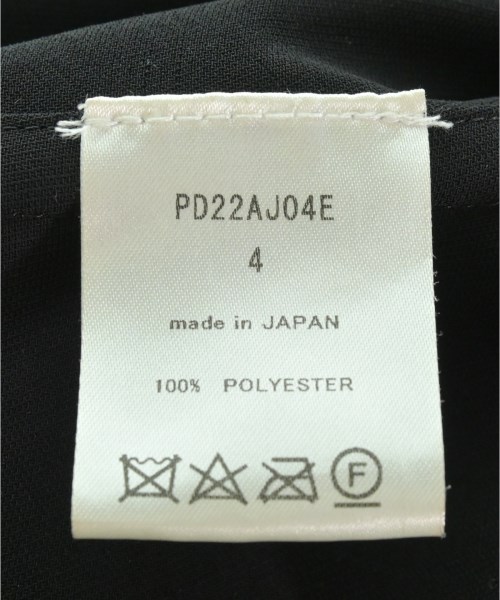 PD22AJ04E
4
made in JAPAN
100% POLYESTER
F